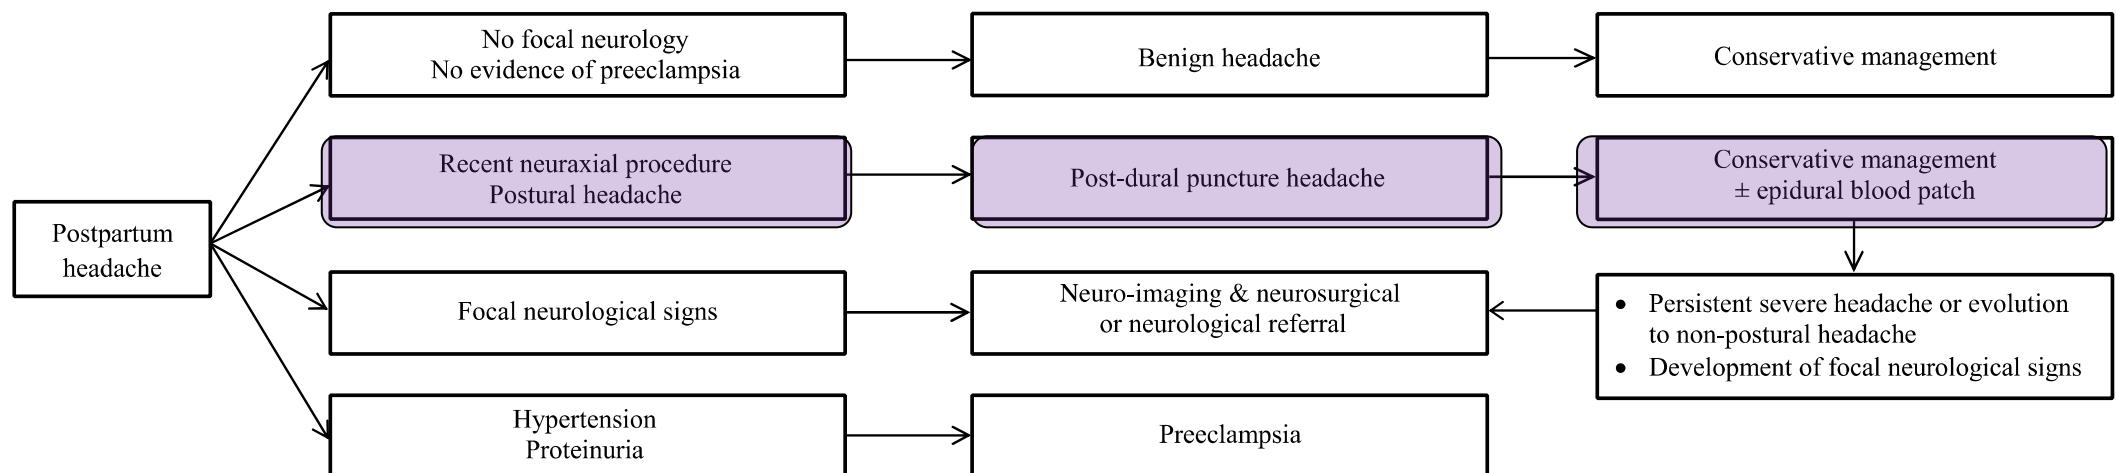 No focal neurology
No evidence of preeclampsia
Benign headache
Conservative management
Recent neuraxial procedure
Postural headache
Post-dural puncture headache
Conservative management
± epidural blood patch
Postpartum
headache
Focal neurological signs
Neuro-imaging & neurosurgical
or neurological referral
• Persistent severe headache or evolution
to non-postural headache
• Development of focal neurological signs
Hypertension
Proteinuria
Preeclampsia